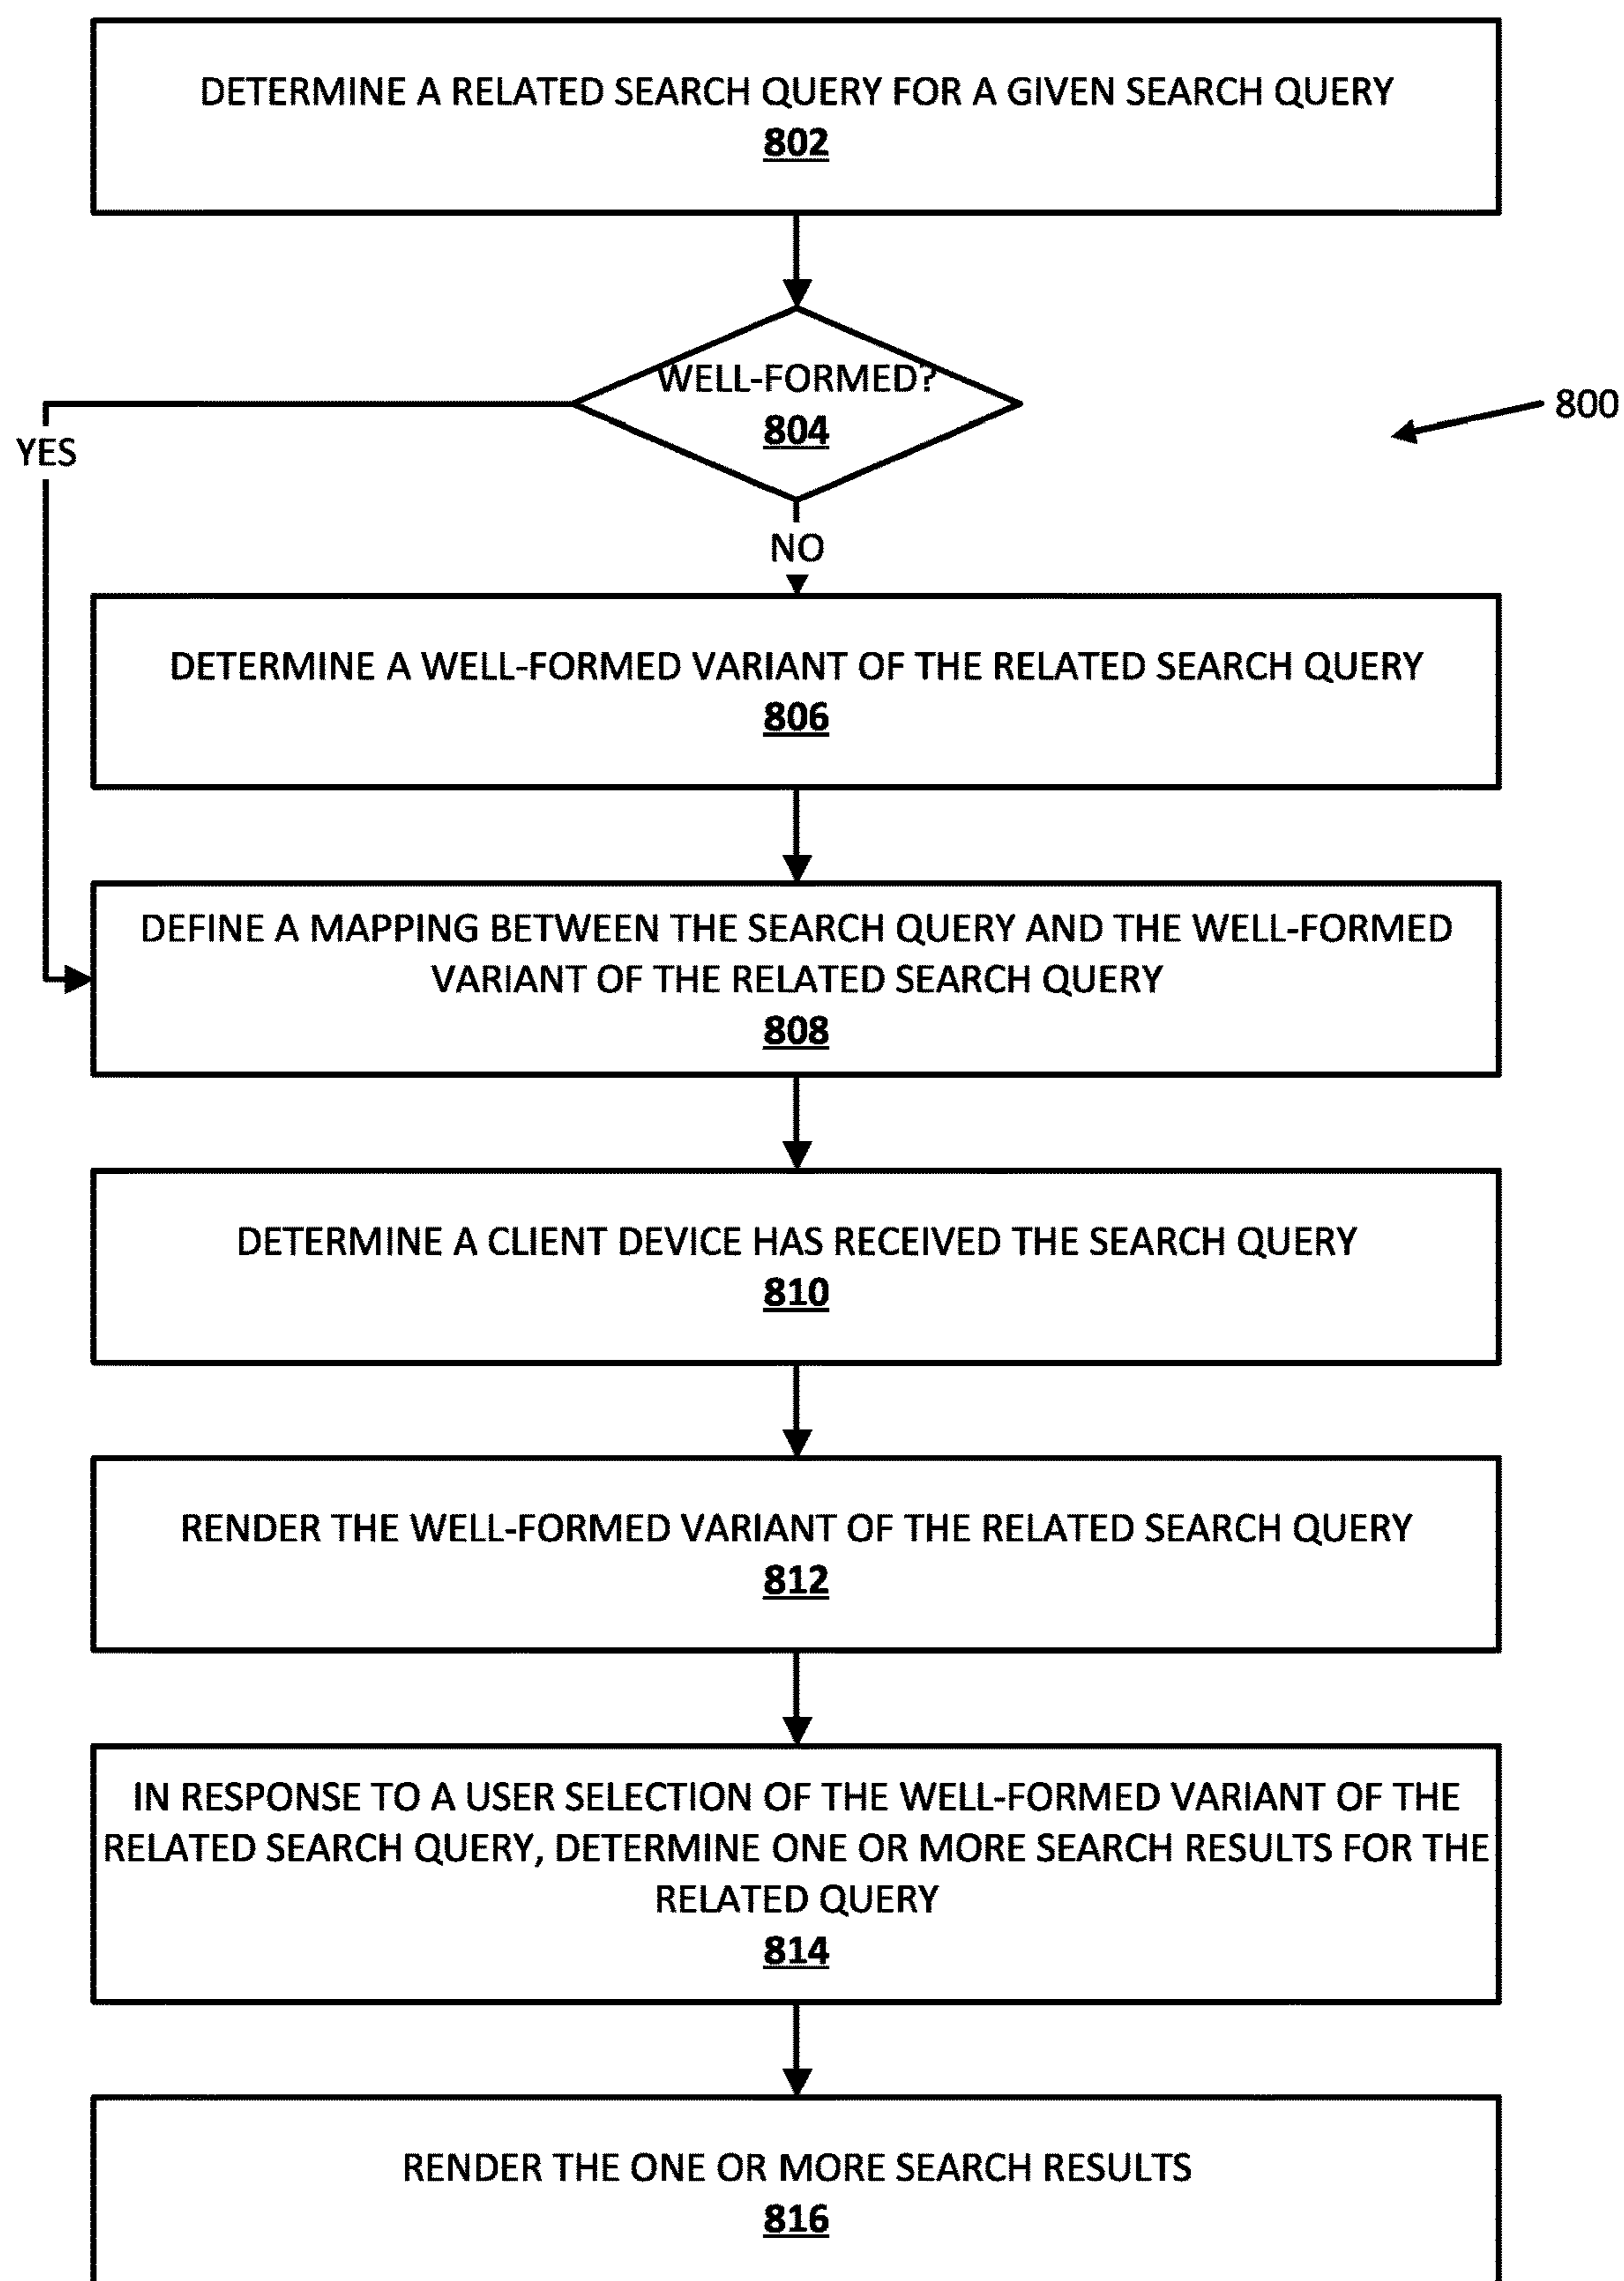 DETERMINE A RELATED SEARCH QUERY FOR A GIVEN SEARCH QUERY
802
WELL-FORMED?
804
800
YES
NO
DETERMINE A WELL-FORMED VARIANT OF THE RELATED SEARCH QUERY
806
DEFINE A MAPPING BETWEEN THE SEARCH QUERY AND THE WELL-FORMED
VARIANT OF THE RELATED SEARCH QUERY
808
DETERMINE A CLIENT DEVICE HAS RECEIVED THE SEARCH QUERY
810
RENDER THE WELL-FORMED VARIANT OF THE RELATED SEARCH QUERY
812
IN RESPONSE TO A USER SELECTION OF THE WELL-FORMED VARIANT OF THE
RELATED SEARCH QUERY, DETERMINE ONE OR MORE SEARCH RESULTS FOR THE
RELATED QUERY
814
RENDER THE ONE OR MORE SEARCH RESULTS
816